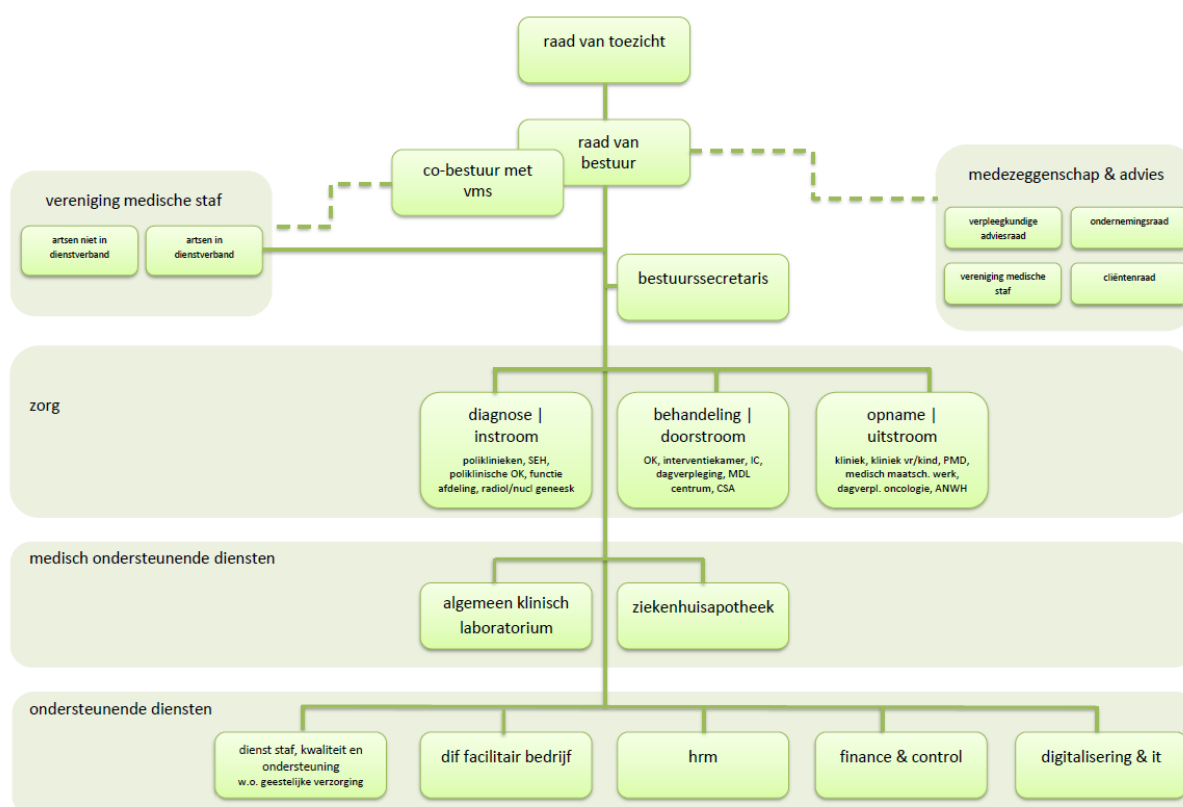 raad van toezicht
raad van
bestuur
co-bestuur met
vms
vereniging medische staf
artsen niet in
dienstverband
artsen in
dienstverband
medezeggenschap & advies
verpleegkundige
adviesraad
ondernemingsraad
vereniging medische
staf
cliëntenraad
bestuurssecretaris
zorg
diagnose |
instroom
poliklinieken, SEH,
poliklinische OK, functie
afdeling, radiol/nucl geneesk
behandeling |
doorstroom
OK, interventiekamer, IC,
dagverpleging, MDL
centrum, CSA
opname |
uitstroom
kliniek, kliniek vr/kind, PMD,
medisch maatsch. werk,
dagverpl. oncologie, ANWH
medisch ondersteunende diensten
algemeen klinisch
laboratorium
ziekenhuisapotheek
ondersteunende diensten
dienst staf, kwaliteit en
ondersteuning
w.o. geestelijke verzorging
dif facilitair bedrijf
hrm
finance & control
digitalisering & it